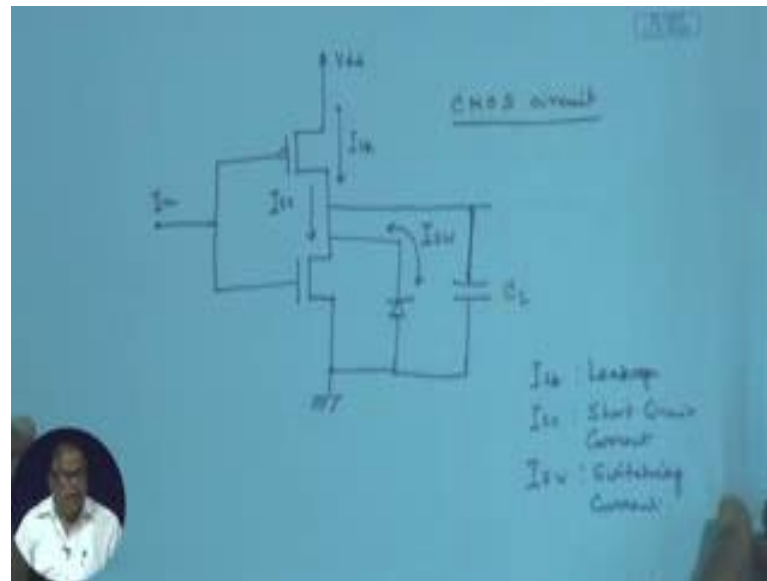 Vdd
CMOS circuit
Ilk
In
Isc
Isw
CL
Ilk : Leakage
Isc : Short Circuit
Current
Isw : Switching
Current